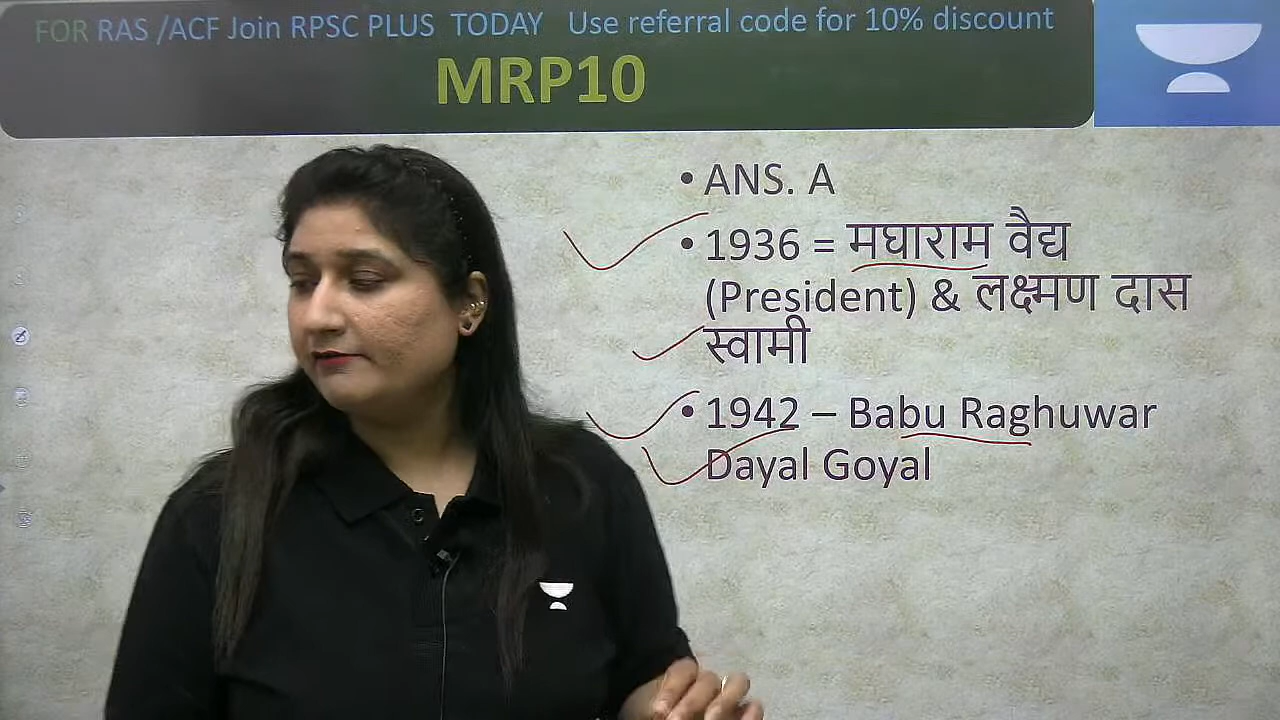 FOR RAS /ACF Join RPSC PLUS TODAY Use referral code for 10% discount
MRP10
• ANS. A
• 1936 = मघाराम वैद्य
(President) & लक्ष्मण दास
स्वामी
• 1942 – Babu Raghuwar
Dayal Goyal